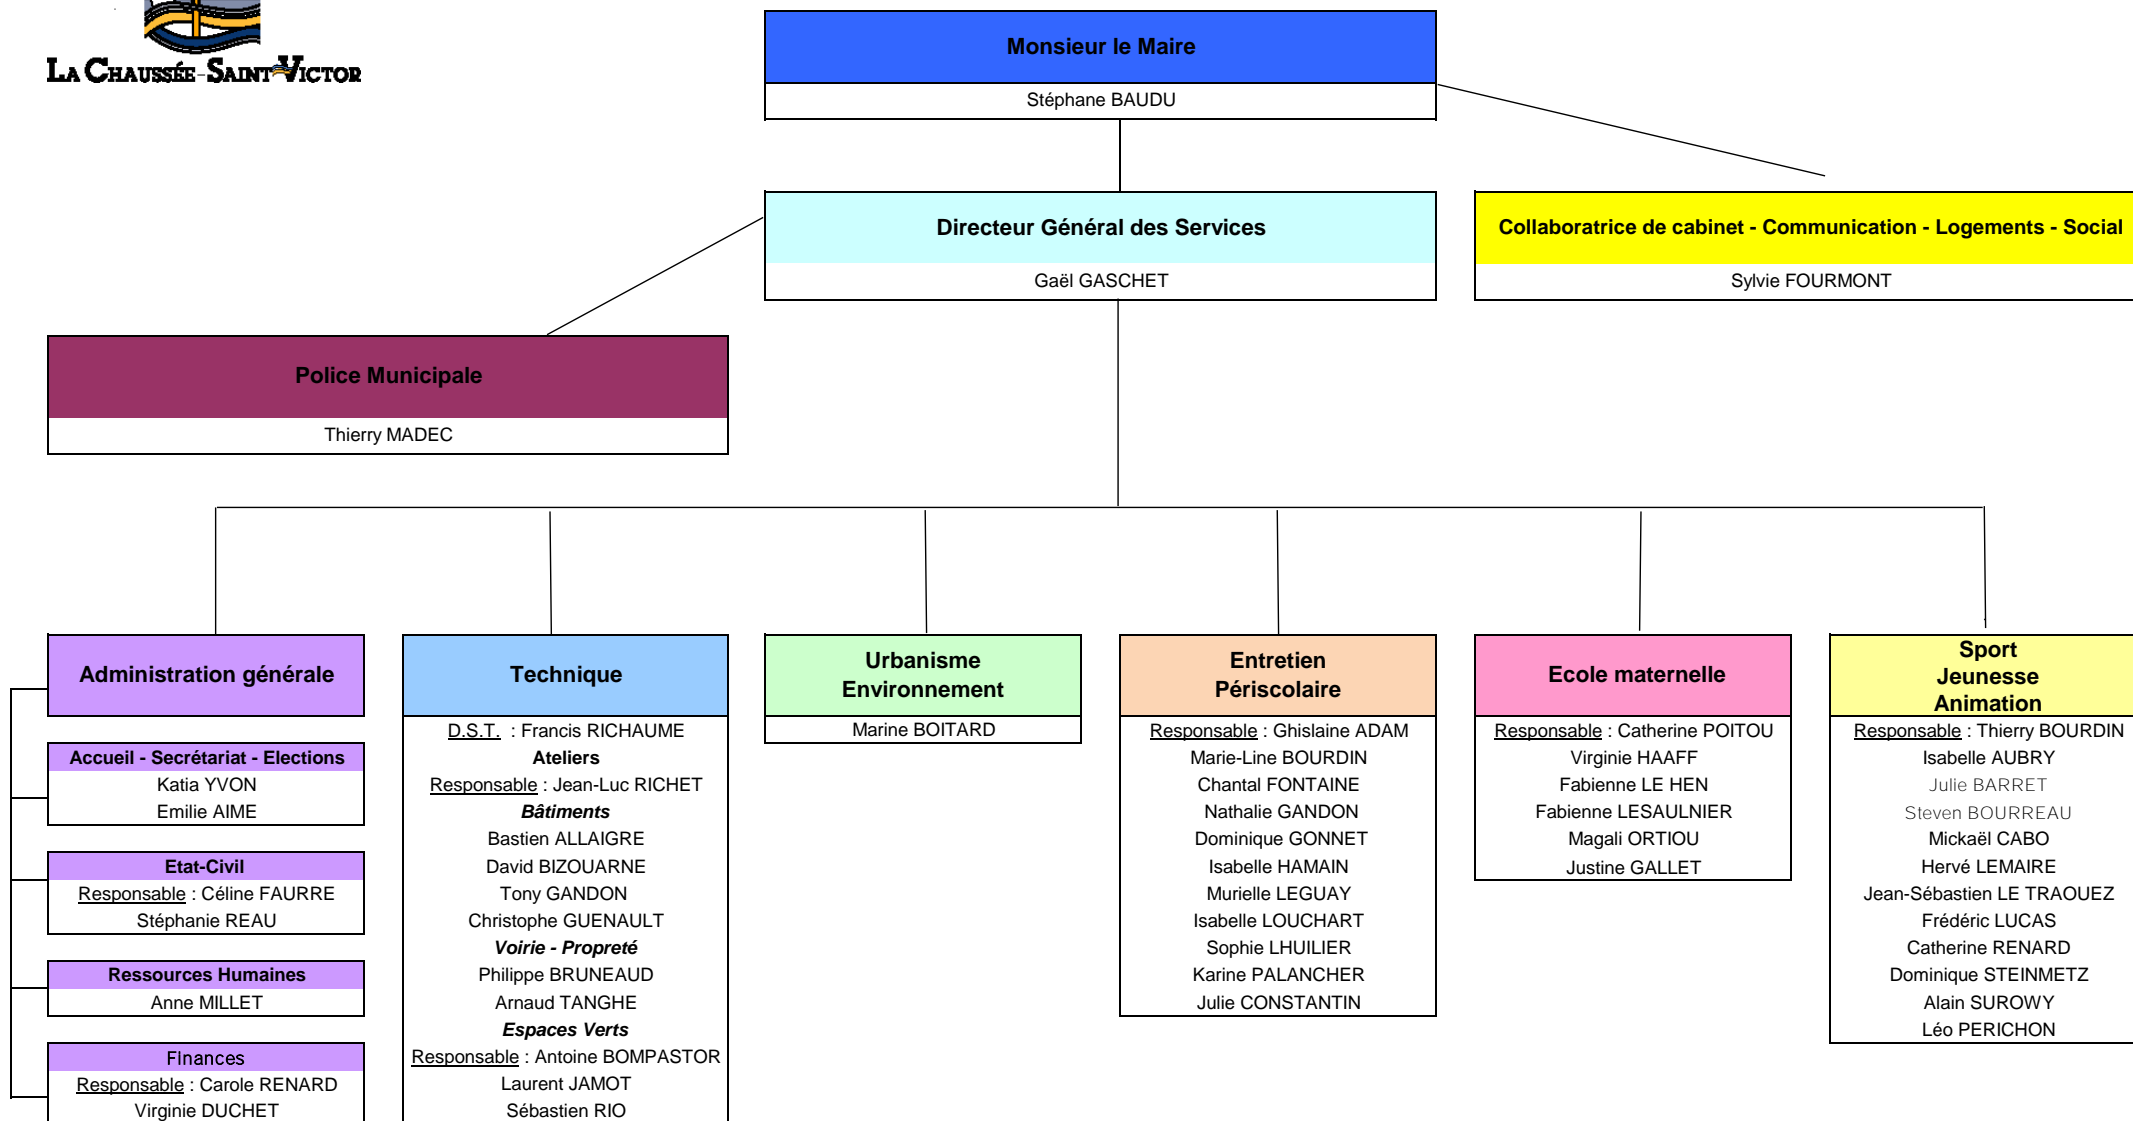 LA CHAUSSÉE-SAINT-VICTOR
Monsieur le Maire
Stéphane BAUDU
Directeur Général des Services
Gaël GASCHET
Collaboratrice de cabinet - Communication - Logements - Social
Sylvie FOURMONT
Police Municipale
Thierry MADEC
Administration générale
Accueil - Secrétariat - Elections
Katia YVON
Emilie AIME
Etat-Civil
Responsable : Céline FAURRE
Stéphanie REAU
Ressources Humaines
Anne MILLET
Finances
Responsable : Carole RENARD
Virginie DUCHET
Technique
D.S.T. : Francis RICHAUME
Ateliers
Responsable : Jean-Luc RICHET
Bâtiments
Bastien ALLAIGRE
David BIZOUARNE
Tony GANDON
Christophe GUENAULT
Voirie - Propreté
Philippe BRUNEAUD
Arnaud TANGHE
Espaces Verts
Responsable : Antoine BOMPASTOR
Laurent JAMOT
Sébastien RIO
Urbanisme
Environnement
Marine BOITARD
Entretien
Périscolaire
Responsable : Ghislaine ADAM
Marie-Line BOURDIN
Chantal FONTAINE
Nathalie GANDON
Dominique GONNET
Isabelle HAMAIN
Murielle LEGUAY
Isabelle LOUCHART
Sophie LHUILIER
Karine PALANCHER
Julie CONSTANTIN
Ecole maternelle
Responsable : Catherine POITOU
Virginie HAAFF
Fabienne LE HEN
Fabienne LESAULNIER
Magali ORTIOU
Justine GALLET
Sport
Jeunesse
Animation
Responsable : Thierry BOURDIN
Isabelle AUBRY
Julie BARRET
Steven BOURREAU
Mickaël CABO
Hervé LEMAIRE
Jean-Sébastien LE TRAOUEZ
Frédéric LUCAS
Catherine RENARD
Dominique STEINMETZ
Alain SUROWY
Léo PERICHON